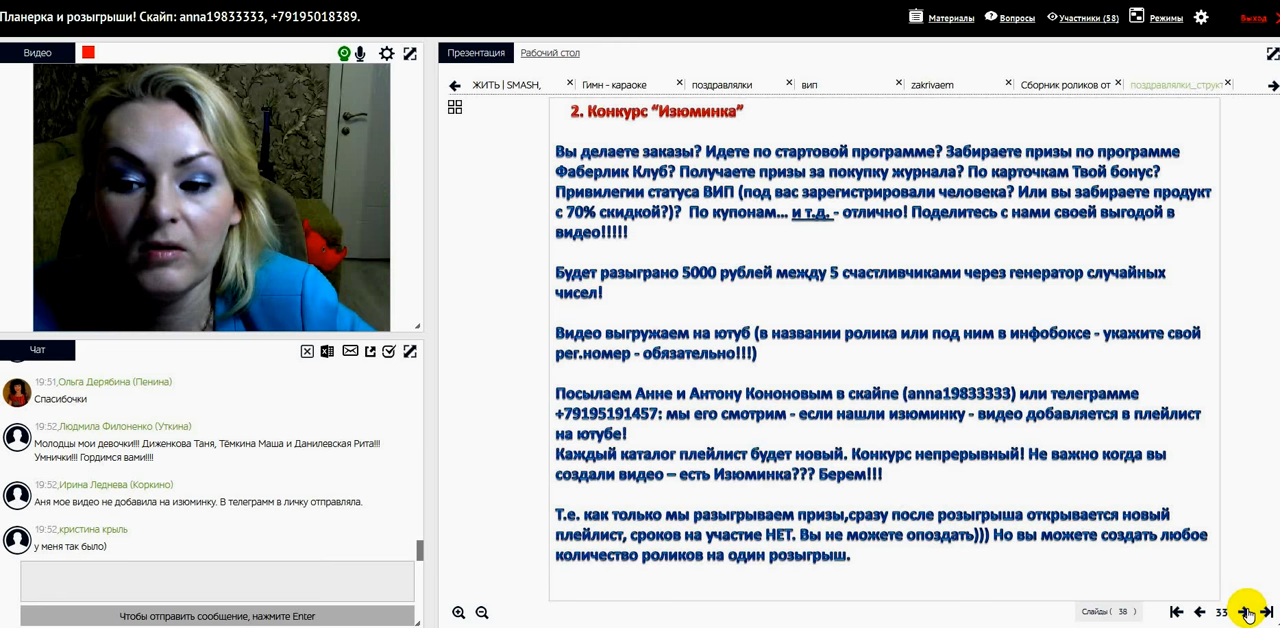 Планерка и розыгрыши! Скайп: anna19833333, +79195018389.
Материалы
Вопросы
Участники (58)
Режимы
Выход
Видео
Презентация
Рабочий стол
ЖИТЬ | SMASH,
Гимн - караоке
поздравлялки
вип
zakrivaem
Сборник роликов от
поздравлялки_структ
2. Конкурс “Изюминка”
Вы делаете заказы? Идете по стартовой программе? Забираете призы по программе
Фаберлик Клуб? Получаете призы за покупку журнала? По карточкам Твой бонус?
Привилегии статуса ВИП (под вас зарегистрировали человека? Или вы забираете продукт
с 70% скидкой?)? По купонам... и т.д. - отлично! Поделитесь с нами своей выгодой в
видео!!!!!
Будет разыграно 5000 рублей между 5 счастливчиками через генератор случайных
чисел!
Видео выгружаем на ютуб (в названии ролика или под ним в инфобоксе - укажите свой
рег.номер - обязательно!!!)
Посылаем Анне и Антону Кононовым в скайпе (anna19833333) или телеграмме
+79195191457: мы его смотрим - если нашли изюминку - видео добавляется в плейлист
на ютубе!
Каждый каталог плейлист будет новый. Конкурс непрерывный! Не важно когда вы
создали видео – есть Изюминка??? Берем!!!
Т.е. как только мы разыгрываем призы,сразу после розыгрыша открывается новый
плейлист, сроков на участие НЕТ. Вы не можете опоздать))) Но вы можете создать любое
количество роликов на один розыгрыш.
Слайды ( 38 )
33
Чат
19:51,Ольга Дерябина (Пенина)
Спасибочки
19:52,Людмила Филоненко (Уткина)
Молодцы мои девочки!!! Диженкова Таня, Тёмкина Маша и Данилевская Рита!!!
Умнички!!! Гордимся вами!!!!
19:52,Ирина Леднева (Коркино)
Аня мое видео не добавила на изюминку. В телеграмм в личку отправляла.
19:52,кристина крыль
у меня так было)
Чтобы отправить сообщение, нажмите Enter